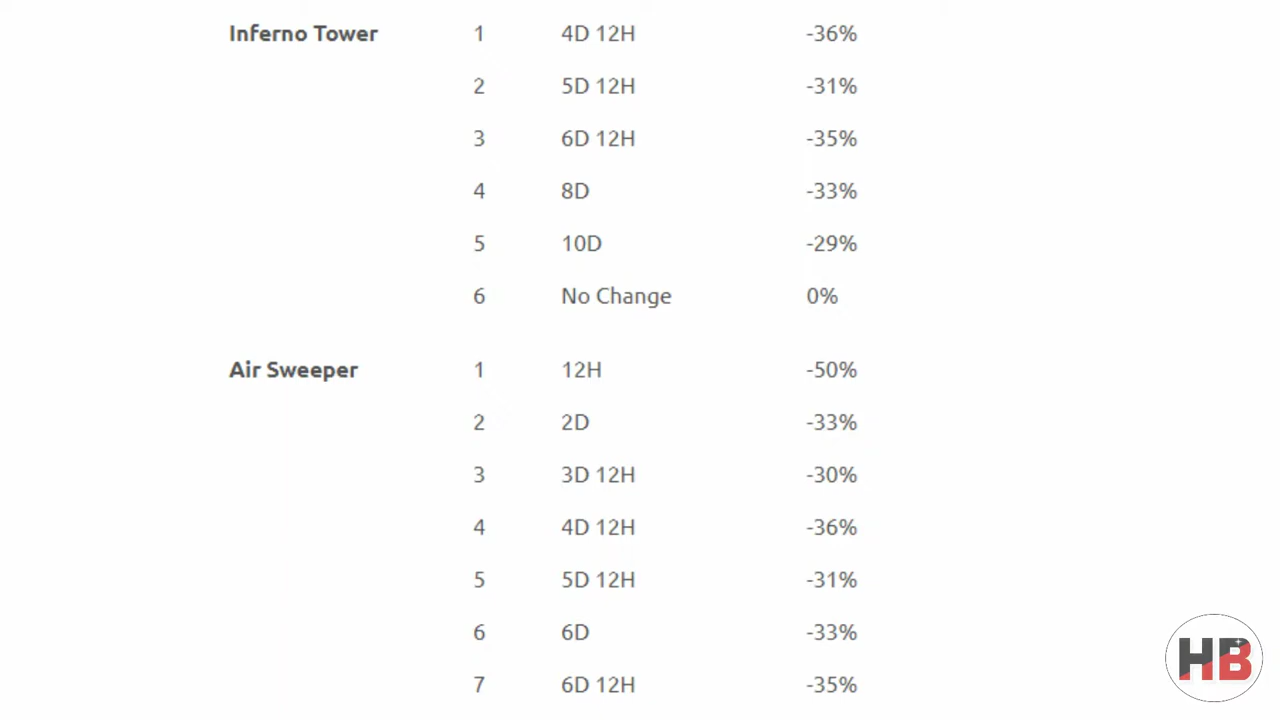 Inferno Tower 1 4D 12H -36%
2 5D 12H -31%
3 6D 12H -35%
4 8D -33%
5 10D -29%
6 No Change 0%
Air Sweeper 1 12H -50%
2 2D -33%
3 3D 12H -30%
4 4D 12H -36%
5 5D 12H -31%
6 6D -33%
7 6D 12H -35%
HB